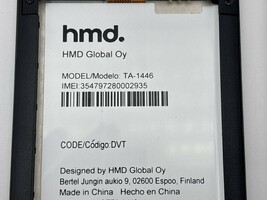 hmd.
HMD Global Oy
MODEL/Modelo: TA-1446
IMEI:354797280002935
CODE/Código:DVT
Designed by HMD Global Oy
Bertel Jungin aukio 9, 02600 Espoo, Finland
Made in China Hecho en China